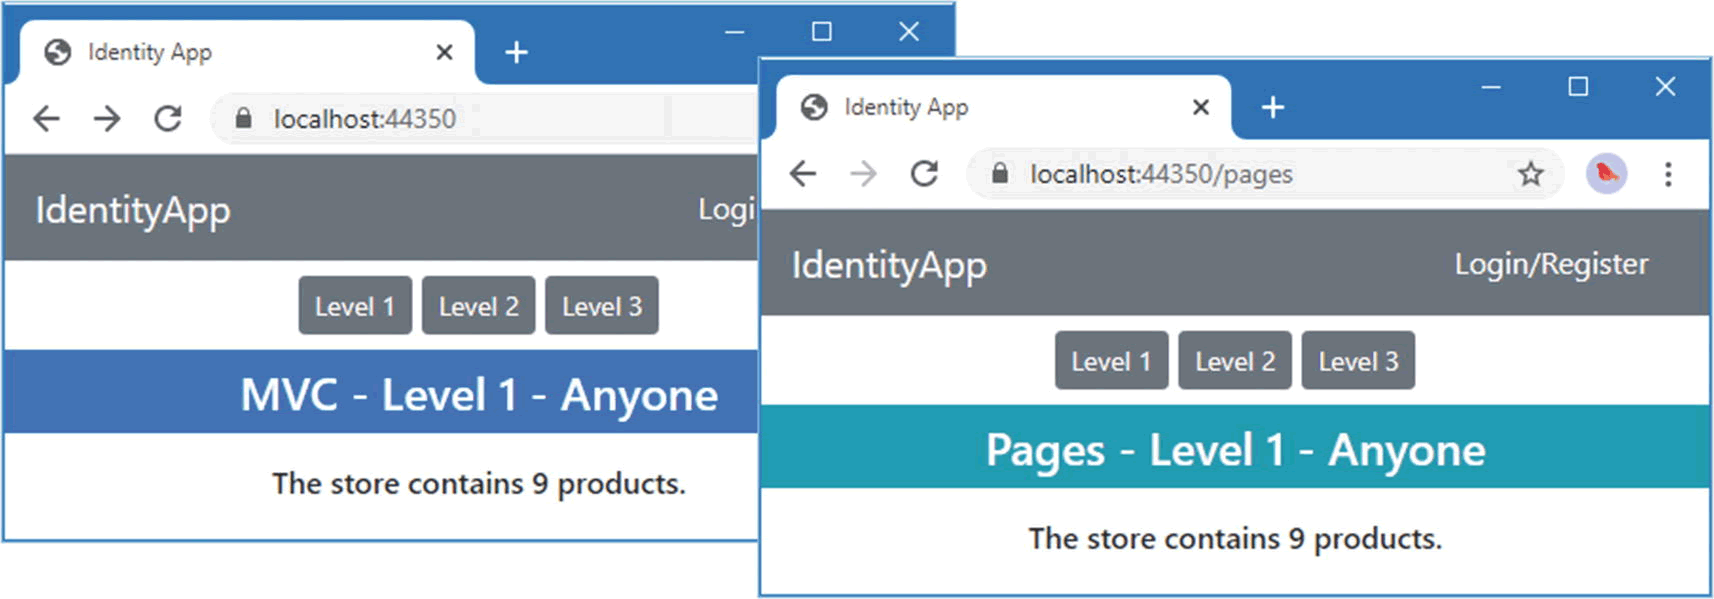 Identity App
localhost:44350
IdentityApp
Logi
Level 1 Level 2 Level 3
MVC - Level 1 - Anyone
The store contains 9 products.
Identity App
localhost:44350/pages
IdentityApp
Login/Register
Level 1 Level 2 Level 3
Pages - Level 1 - Anyone
The store contains 9 products.